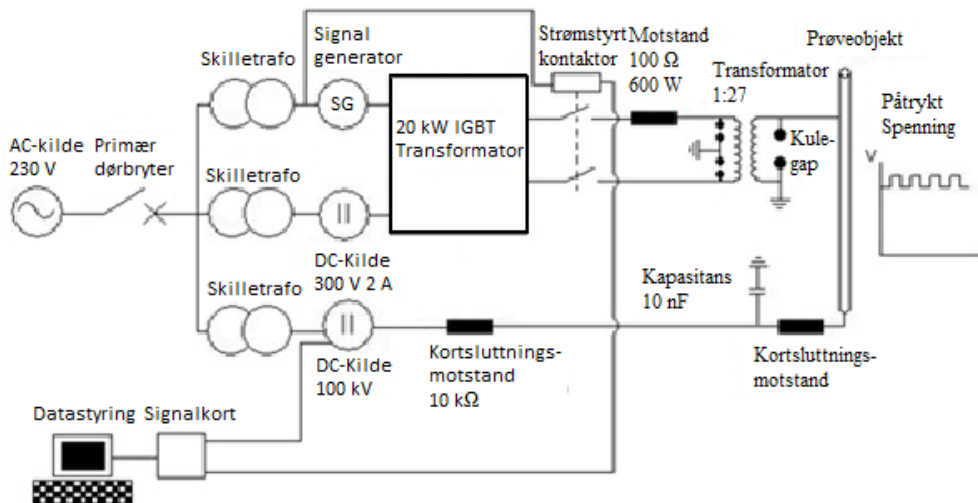 Signal
generator
Skilletrafo
SG
Strømstyrt
kontaktor
Motstand
100 Ω
600 W
Prøveobjekt
Transformator
1:27
Påtrykt
Spenning
V
Kule-
gap
20 kW IGBT
Transformator
AC-kilde
230 V
Primær
dørbryter
Skilletrafo
DC-Kilde
300 V 2 A
Skilletrafo
DC-Kilde
100 kV
Kortsluttnings-
motstand
10 kΩ
Kapasitans
10 nF
Kortsluttnings-
motstand
Datastyring
Signalkort